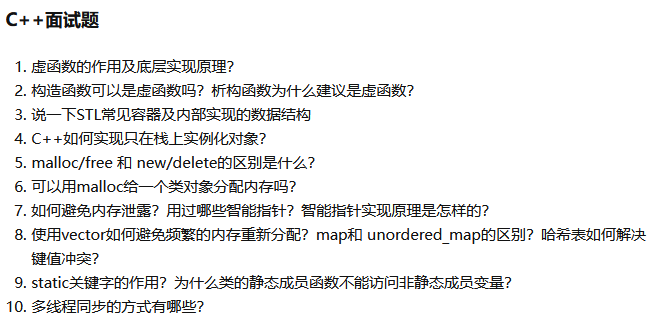 C++面试题
1. 虚函数的作用及底层实现原理？
2. 构造函数可以是虚函数吗？析构函数为什么建议是虚函数？
3. 说一下STL常见容器及内部实现的数据结构
4. C++如何实现只在栈上实例化对象？
5. malloc/free 和 new/delete的区别是什么？
6. 可以用malloc给一个类对象分配内存吗？
7. 如何避免内存泄露？用过哪些智能指针？智能指针实现原理是怎样的？
8. 使用vector如何避免频繁的内存重新分配？map和 unordered_map的区别？哈希表如何解决
键值冲突？
9. static关键字的作用？为什么类的静态成员函数不能访问非静态成员变量？
10. 多线程同步的方式有哪些？